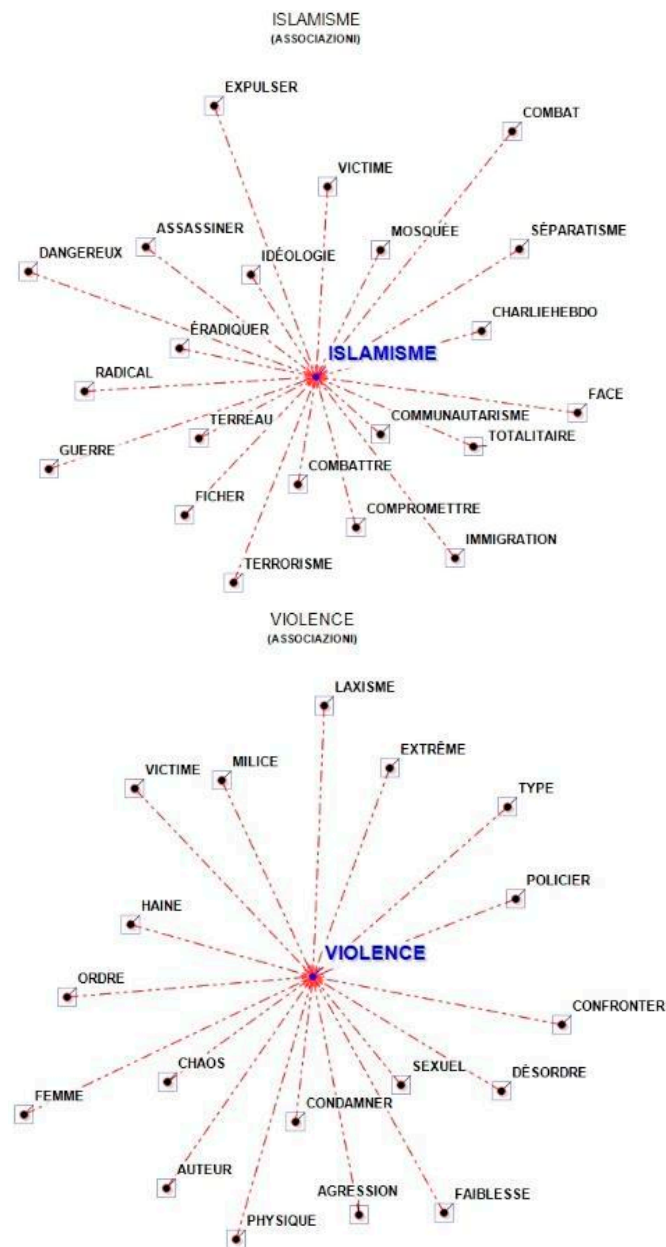 ISLAMISME
(ASSOCIAZIONI)
EXPULSER
COMBAT
VICTIME
ASSASSINER
MOSQUÉE
SÉPARATISME
DANGEREUX
IDÉOLOGIE
CHARLIEHEBDO
ÉRADIQUER
ISLAMISME
RADICAL
FACE
COMMUNAUTARISME
TERREAU
TOTALITAIRE
GUERRE
COMBATTRE
FICHER
COMPROMETTRE
IMMIGRATION
TERRORISME
VIOLENCE
(ASSOCIAZIONI)
LAXISME
EXTRÊME
VICTIME
MILICE
TYPE
POLICIER
HAINE
VIOLENCE
ORDRE
CONFRONTER
CHAOS
SEXUEL
DÉSORDRE
FEMME
CONDAMNER
AUTEUR
AGRESSION
FAIBLESSE
PHYSIQUE